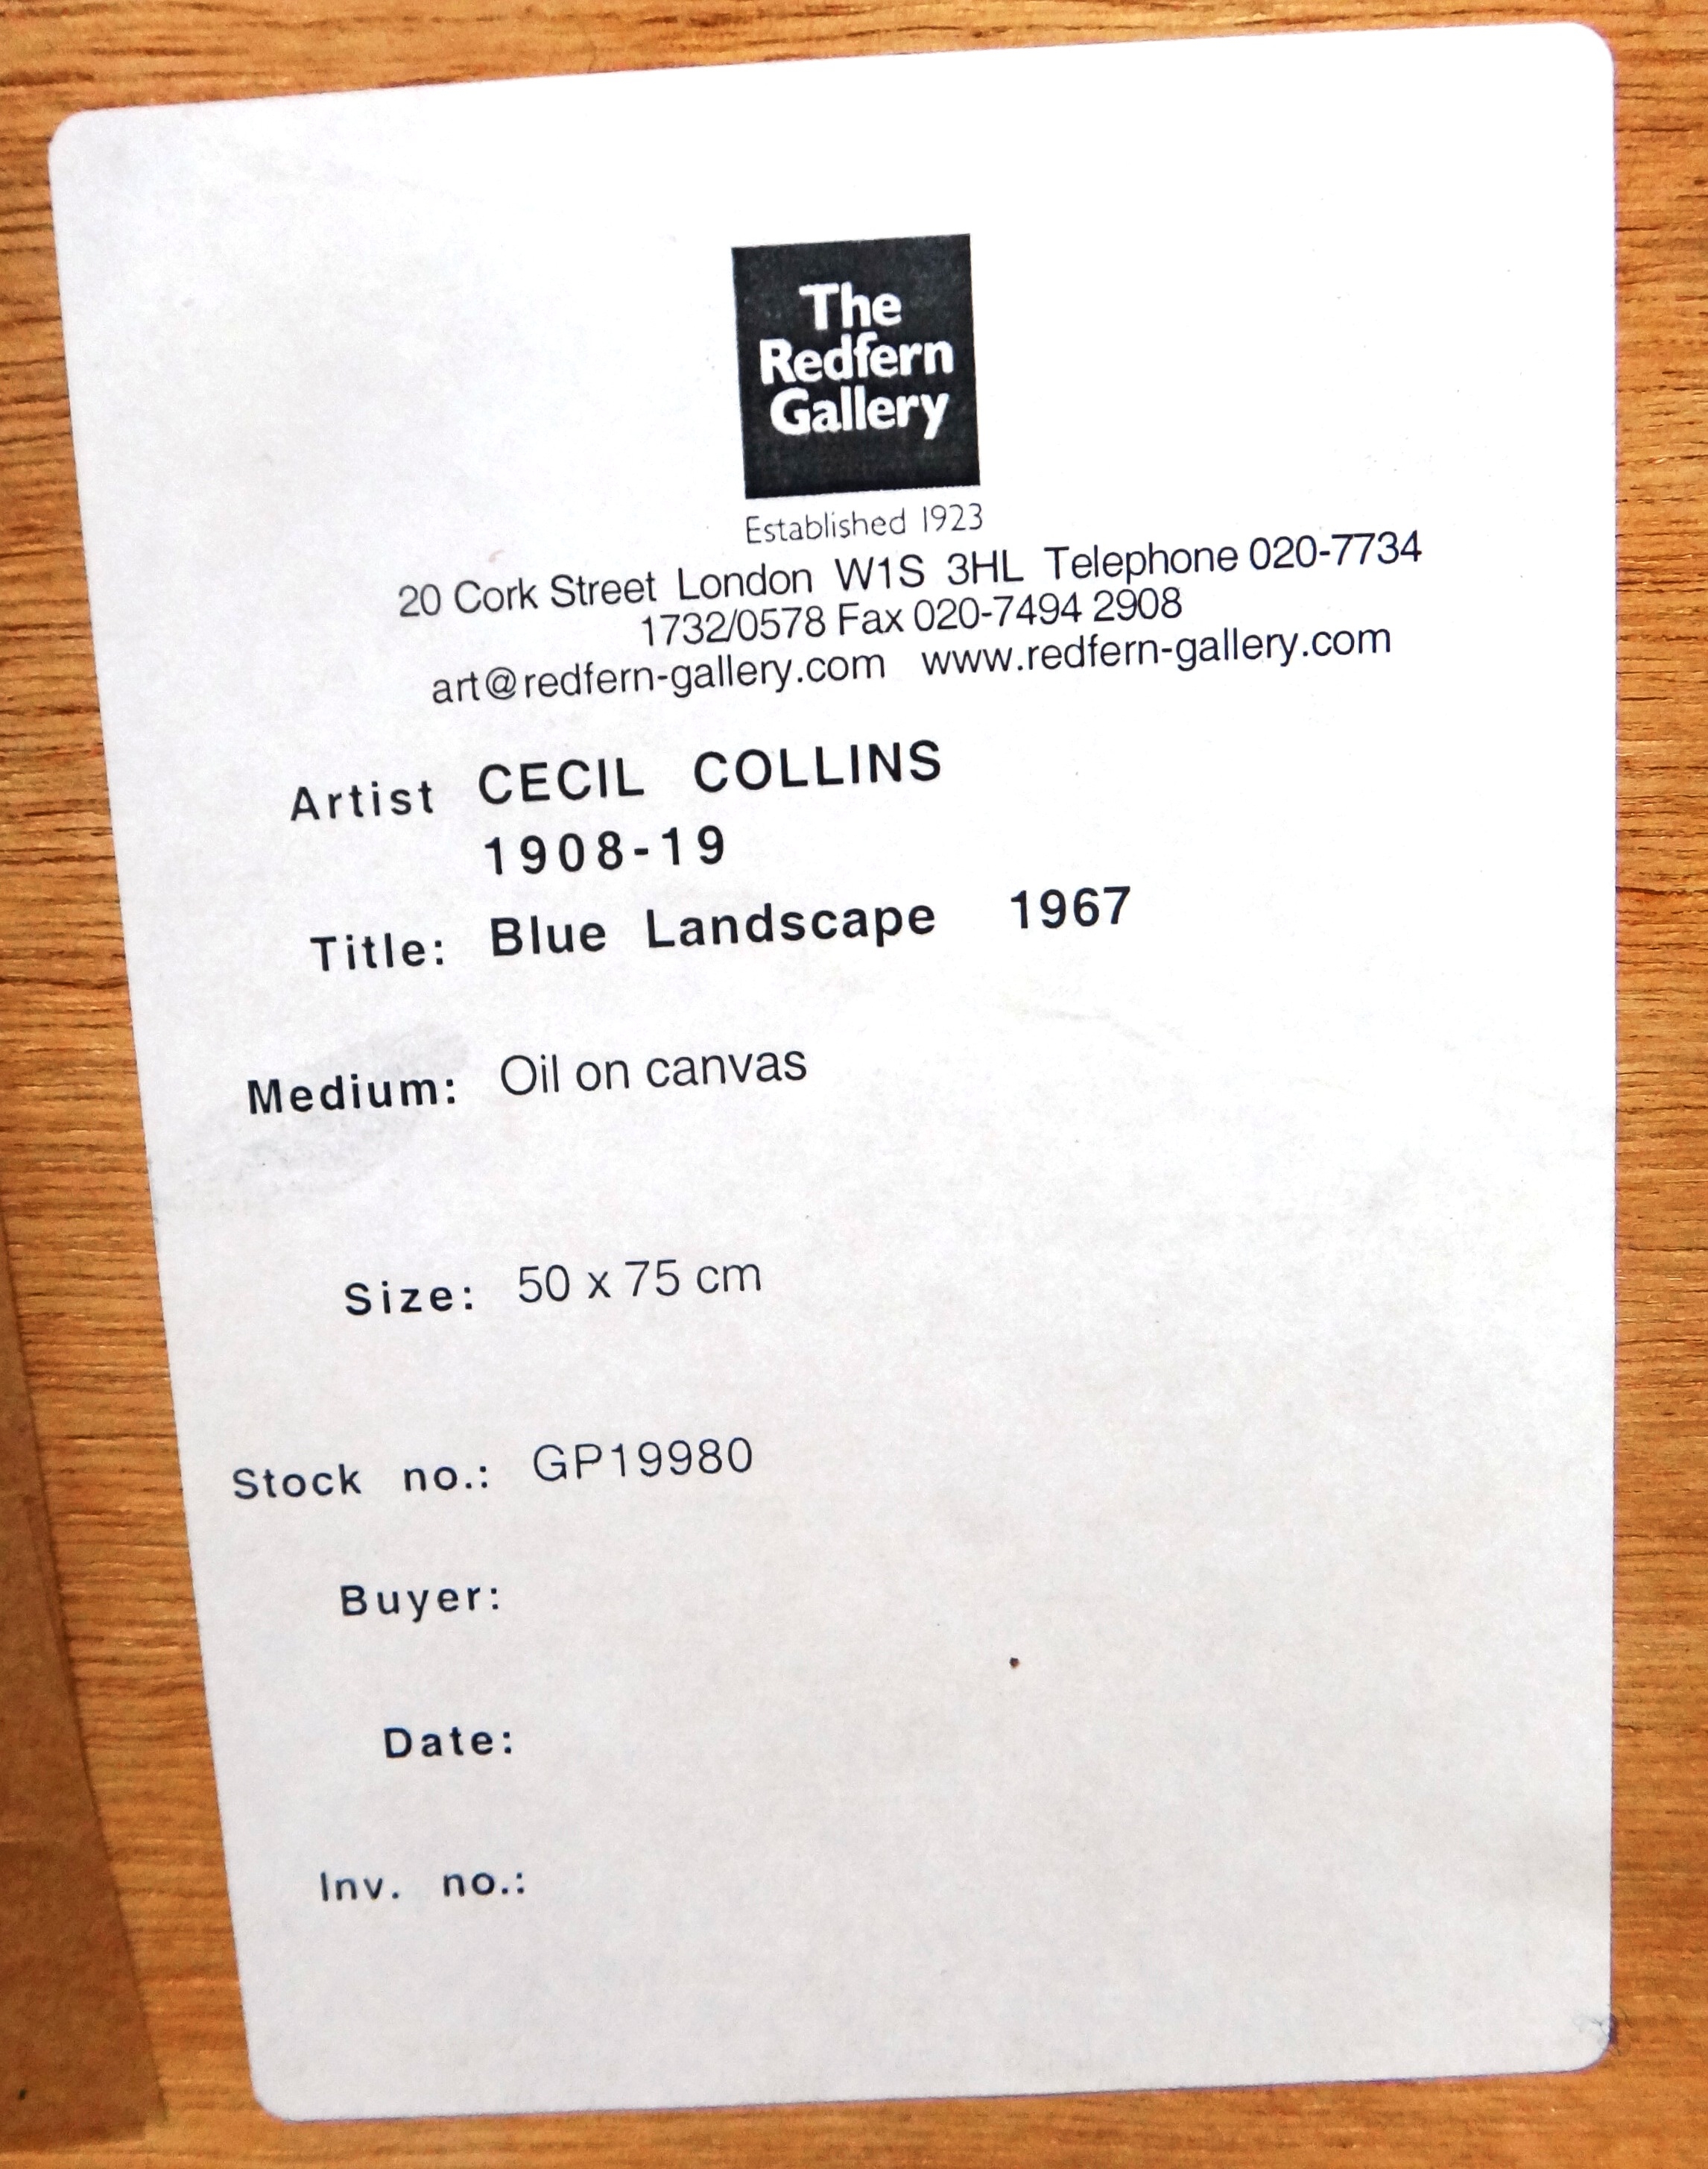 The
Redfern
Gallery
Established 1923
20 Cork Street London W1S 3HL Telephone 020-7734
1732/0578 Fax 020-7494 2908
art@redfern-gallery.com www.redfern-gallery.com
Artist CECIL COLLINS
1908-19
Title: Blue Landscape 1967
Medium: Oil on canvas
Size: 50 x 75 cm
Stock no.: GP19980
Buyer:
Date:
Inv. no.: